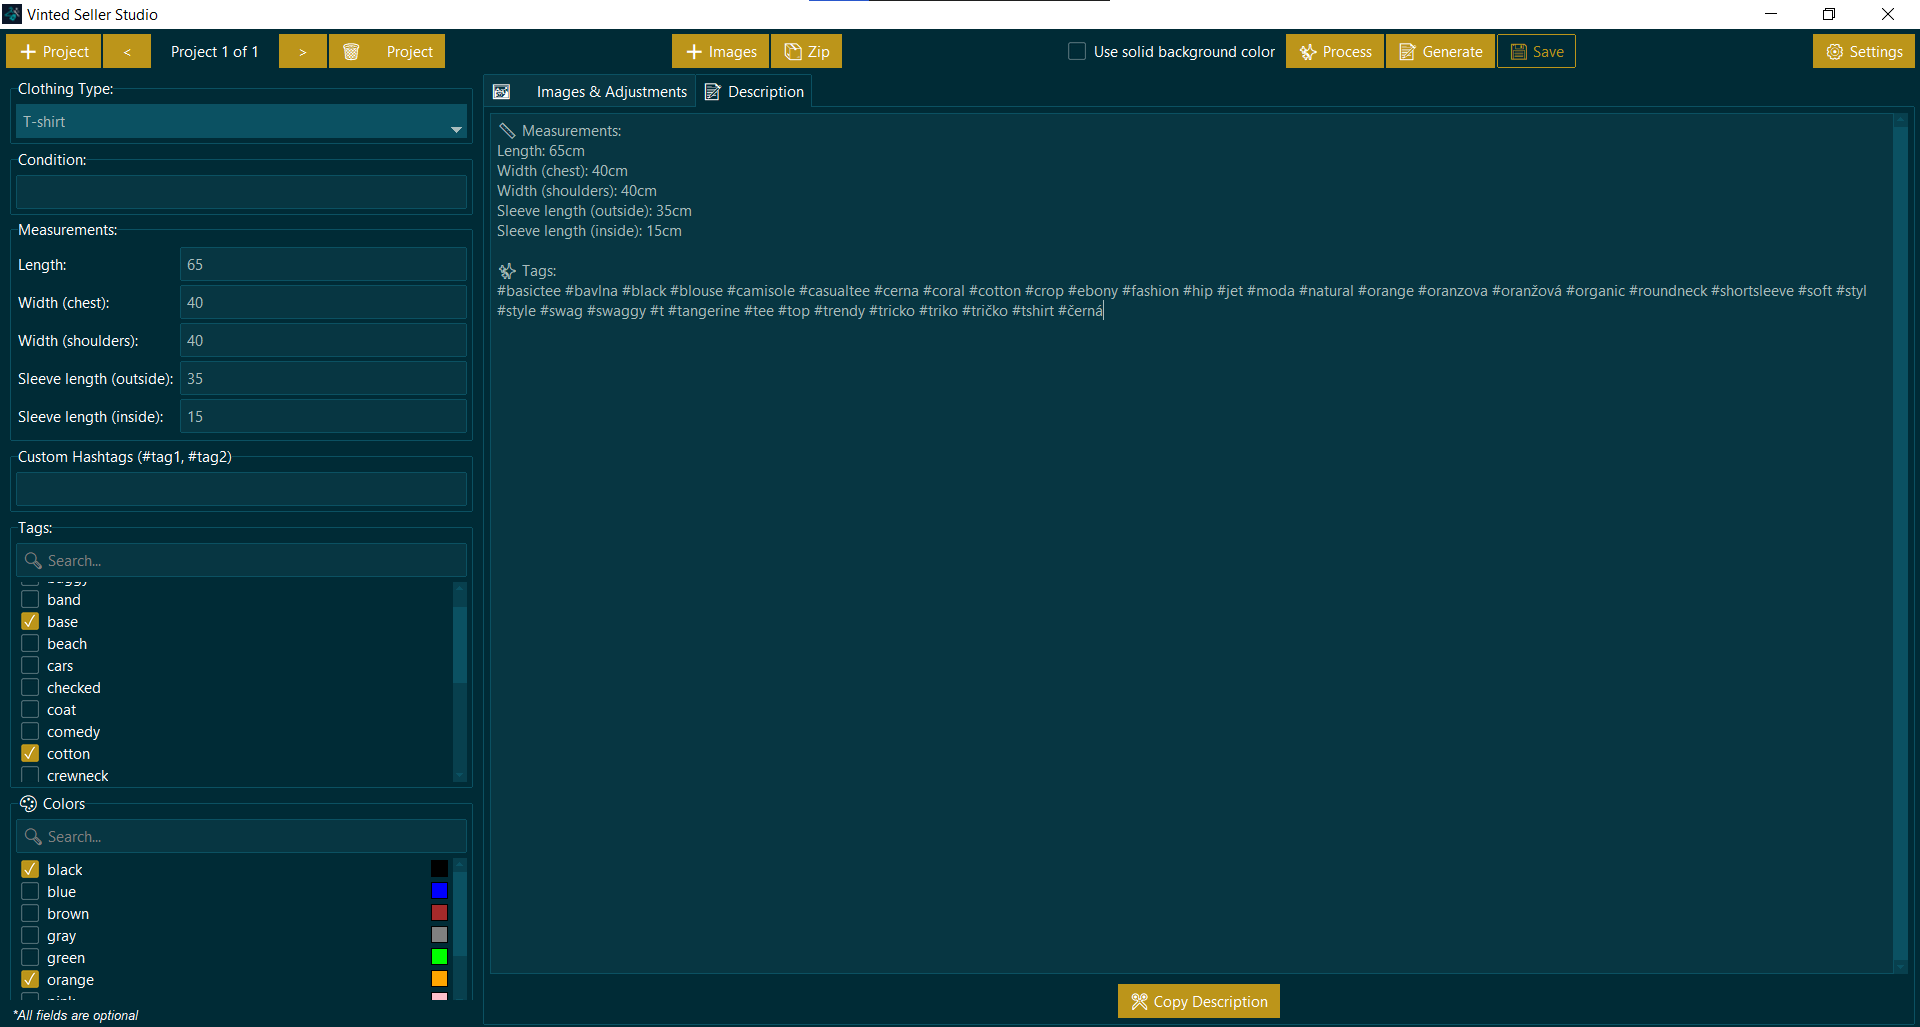 Vinted Seller Studio
Project
<
Project 1 of 1
>
Project
Images
Zip
Use solid background color
Process
Generate
Save
Settings
Clothing Type:
T-shirt
Condition:
Measurements:
Length:
65
Width (chest):
40
Width (shoulders):
40
Sleeve length (outside):
35
Sleeve length (inside):
15
Custom Hashtags (#tag1, #tag2)
Tags:
Search...
baggy
band
base
beach
cars
checked
coat
comedy
cotton
crewneck
Colors
Search...
black
blue
brown
gray
green
orange
pink
*All fields are optional
Images & Adjustments
Description
Measurements:
Length: 65cm
Width (chest): 40cm
Width (shoulders): 40cm
Sleeve length (outside): 35cm
Sleeve length (inside): 15cm
Tags:
#basictee #bavlna #black #blouse #camisole #casualtee #cerna #coral #cotton #crop #ebony #fashion #hip #jet #moda #natural #orange #oranzova #oranžová #organic #roundneck #shortsleeve #soft #styl
#style #swag #swaggy #t #tangerine #tee #top #trendy #tricko #triko #tričko #tshirt #černá
Copy Description